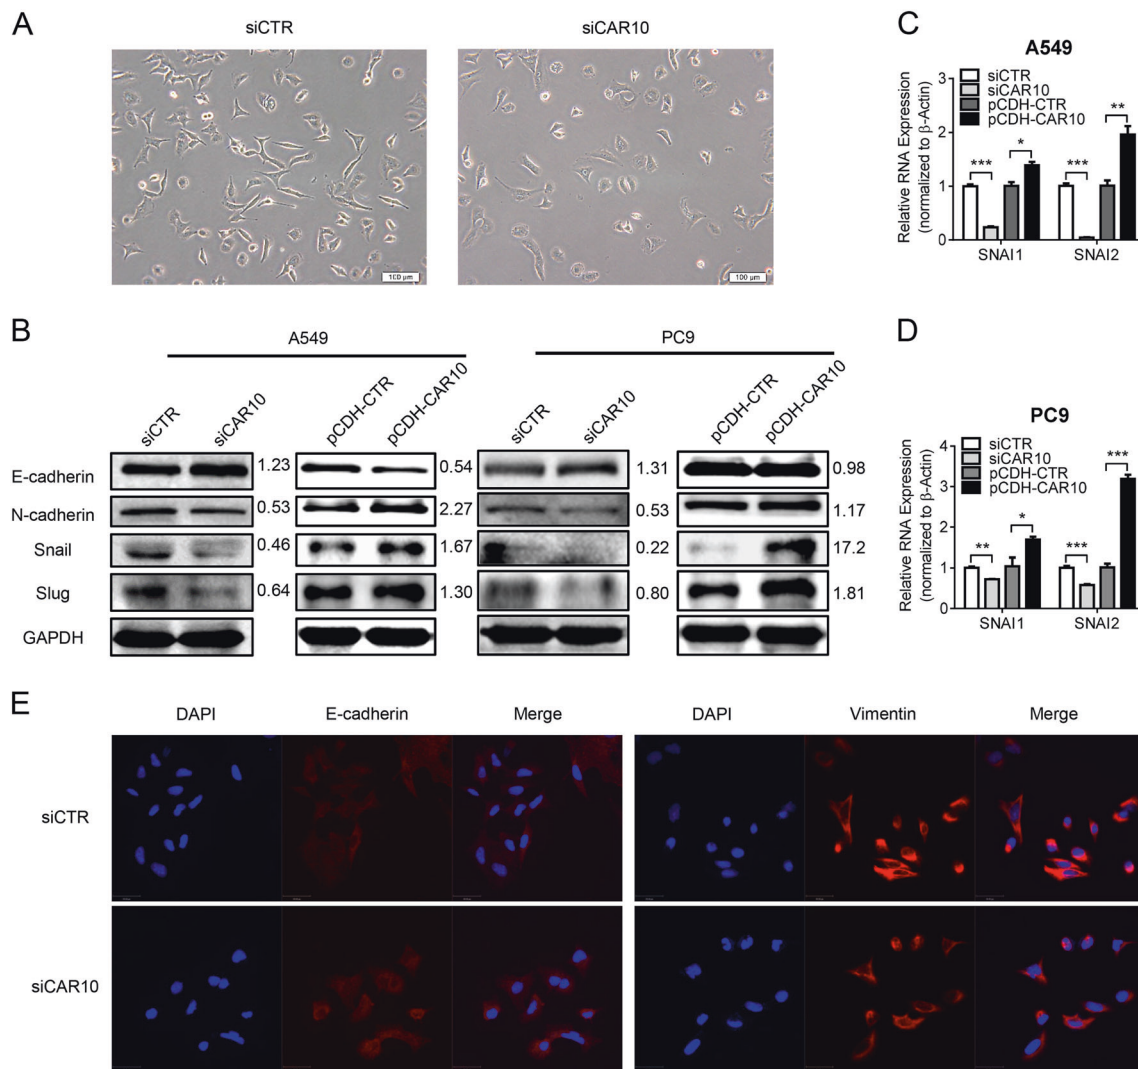 A
siCTR
siCAR10
100 µm
100 µm
B
A549
PC9
siCTR
siCAR10
pCDH-CTR
pCDH-CAR10
siCTR
siCAR10
pCDH-CTR
pCDH-CAR10
E-cadherin
1.23
0.54
1.31
0.98
N-cadherin
0.53
2.27
0.53
1.17
Snail
0.46
1.67
0.22
17.2
Slug
0.64
1.30
0.80
1.81
GAPDH
C
A549
Relative RNA Expression
(normalized to β-Actin)
3
2
1
0
siCTR
siCAR10
pCDH-CTR
pCDH-CAR10
***
*
***
**
SNAI1
SNAI2
D
PC9
Relative RNA Expression
(normalized to β-Actin)
4
3
2
1
0
siCTR
siCAR10
pCDH-CTR
pCDH-CAR10
**
*
***
***
SNAI1
SNAI2
E
DAPI
E-cadherin
Merge
DAPI
Vimentin
Merge
siCTR
siCAR10